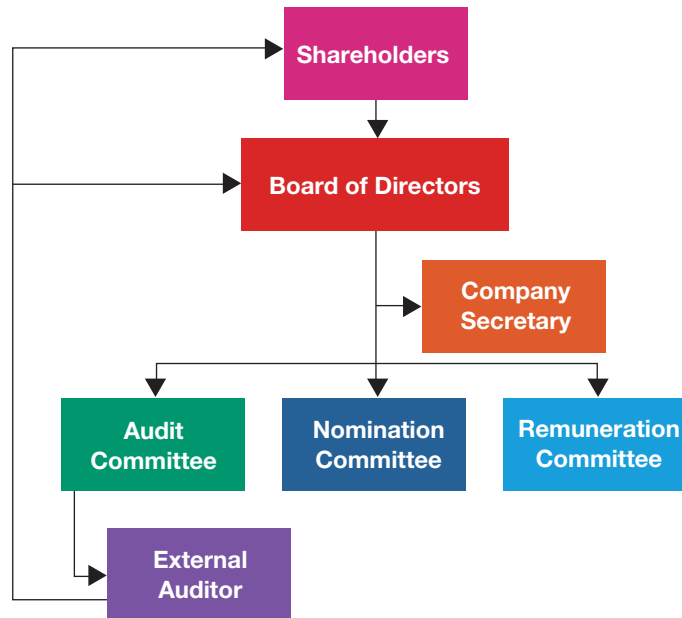 Shareholders
Board of Directors
Company
Secretary
Audit
Committee
Nomination
Committee
Remuneration
Committee
External
Auditor